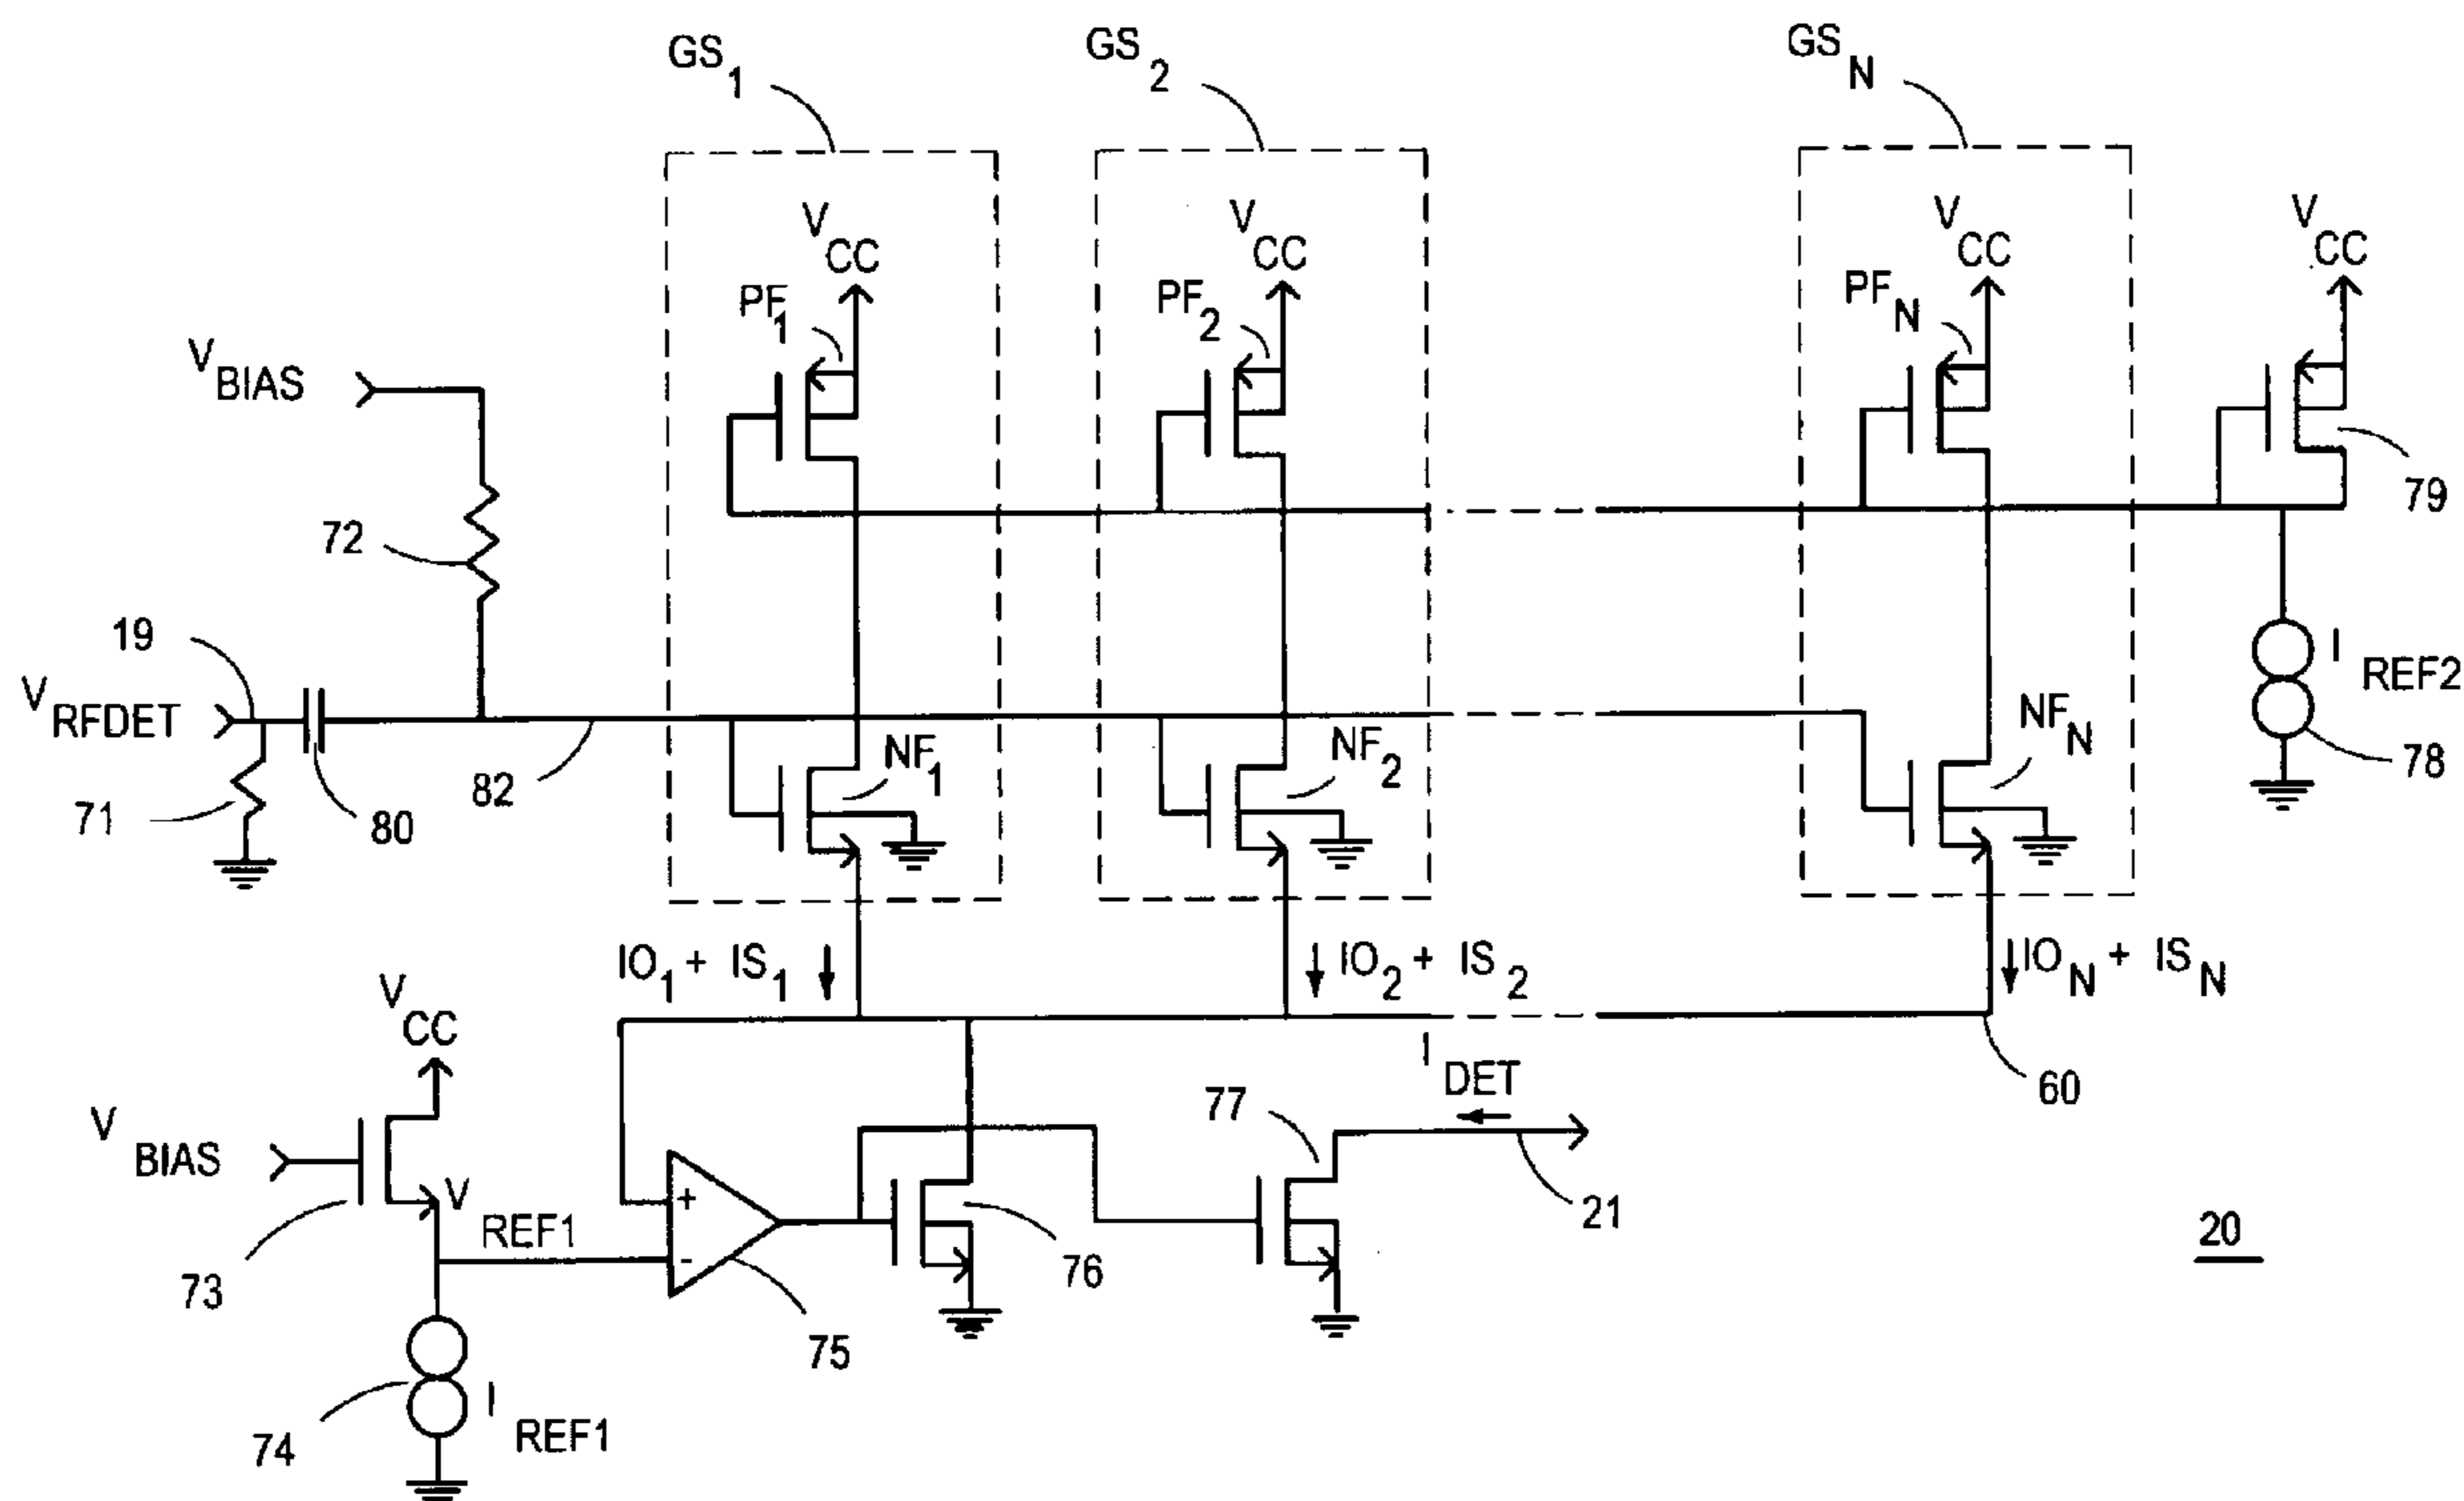 GS1
GS2
GSN
VCC
VCC
VCC
VCC
PF1
PF2
PFN
VBIAS
72
79
19
VRFDET
IREF2
NF1
NF2
NFN
71
80
82
78
IO1 + IS1
IO2 + IS2
ION + ISN
VCC
IDET
60
77
VBIAS
21
VREF1
+
-
20
73
76
75
74
IREF1